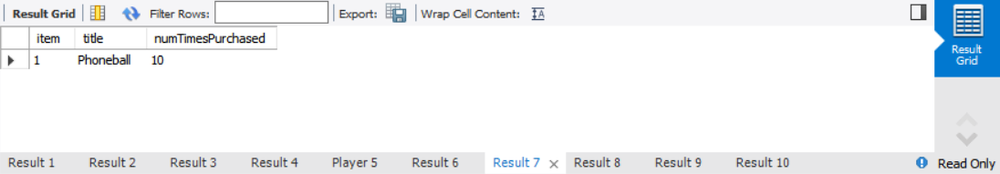 Result Grid Filter Rows: Export: Wrap Cell Content: IA
item title numTimesPurchased
1 Phoneball 10
Result
Grid
Result 1 Result 2 Result 3 Result 4 Player 5 Result 6 Result 7 × Result 8 Result 9 Result 10 Read Only